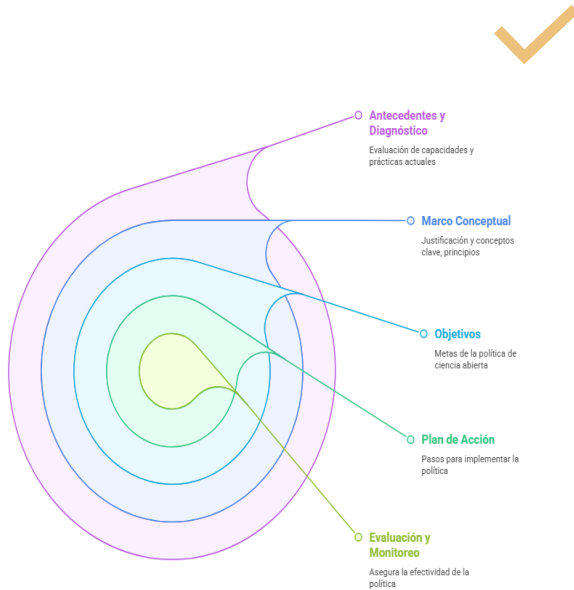 Antecedentes y
Diagnóstico
Evaluación de capacidades y
prácticas actuales
Marco Conceptual
Justificación y conceptos
clave, principios
Objetivos
Metas de la política de
ciencia abierta
Plan de Acción
Pasos para implementar la
política
Evaluación y
Monitoreo
Asegura la efectividad de la
política